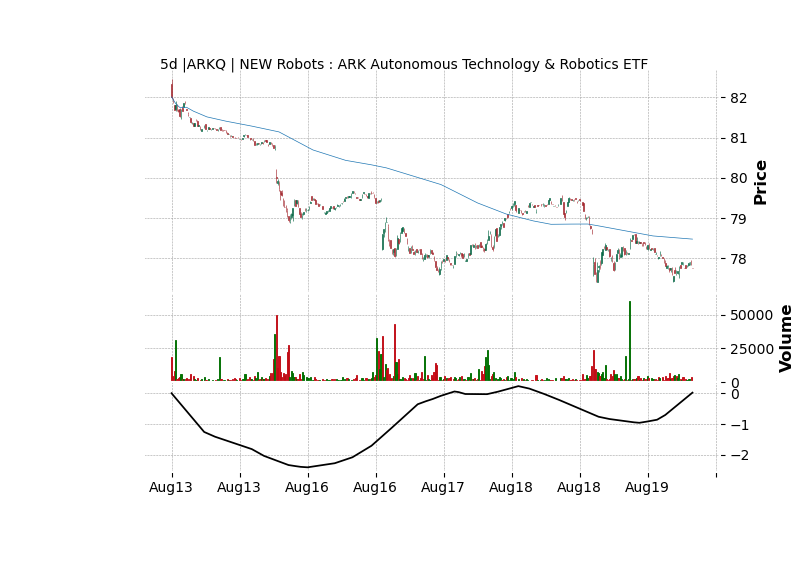 5d |ARKQ | NEW Robots : ARK Autonomous Technology & Robotics ETF
82
81
80
79
78
Price
50000
25000
0
Volume
0
−1
−2
Aug13
Aug13
Aug16
Aug16
Aug17
Aug18
Aug18
Aug19